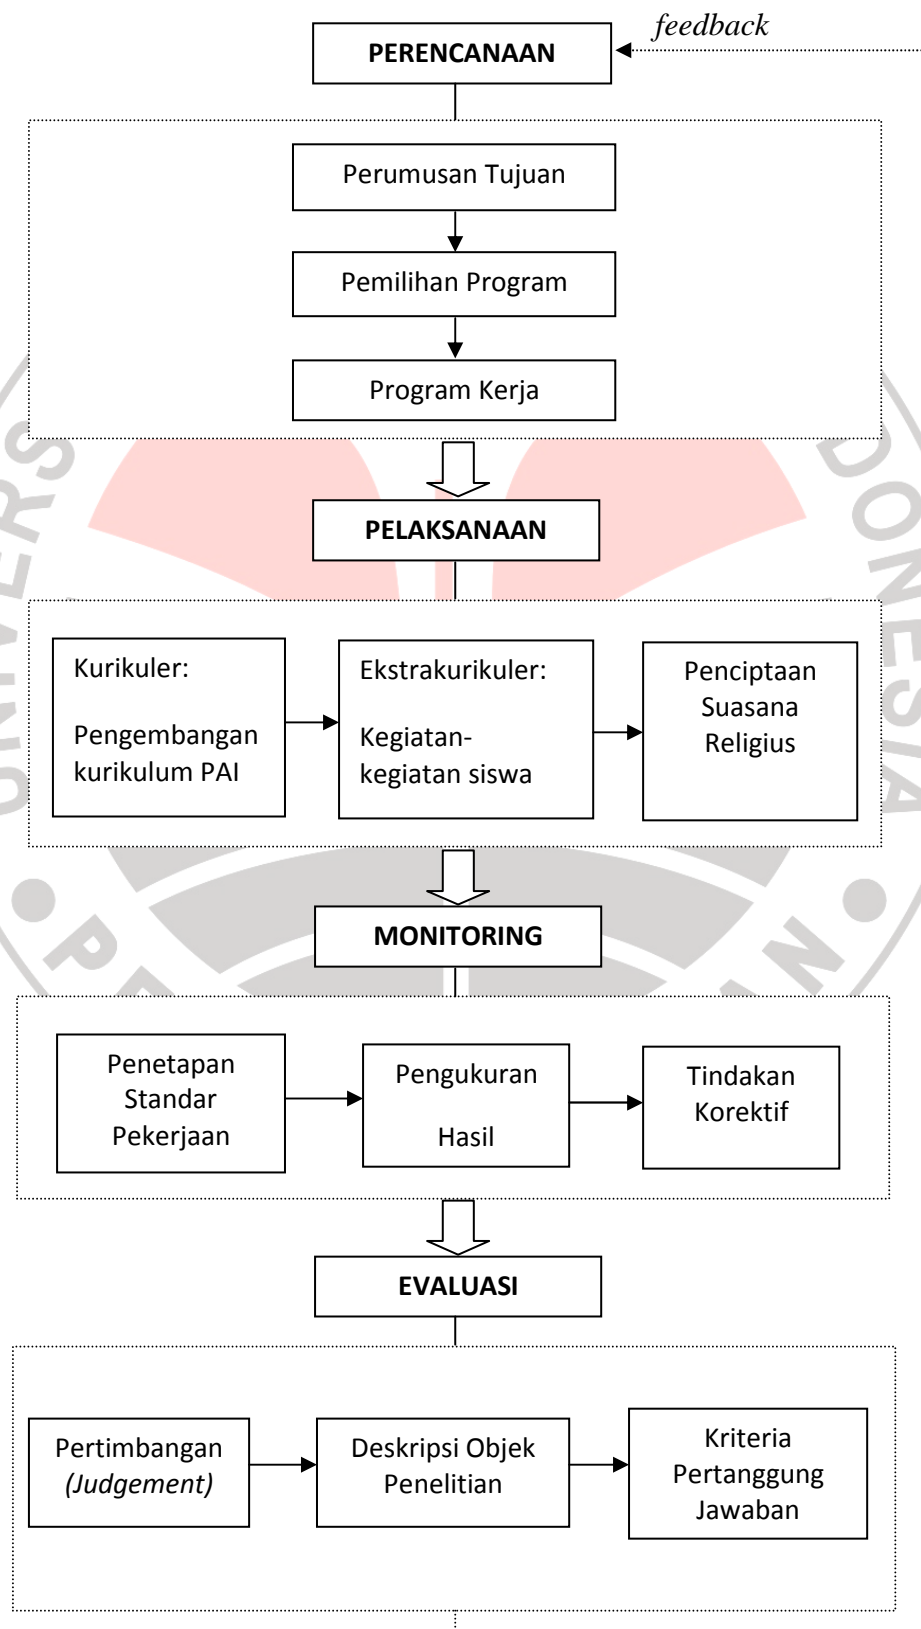 feedback
PERENCANAAN
Perumusan Tujuan
Pemilihan Program
Program Kerja
PELAKSANAAN
Kurikuler:
Pengembangan
kurikulum PAI
Ekstrakurikuler:
Kegiatan-
kegiatan siswa
Penciptaan
Suasana
Religius
MONITORING
Penetapan
Standar
Pekerjaan
Pengukuran
Hasil
Tindakan
Korektif
EVALUASI
Pertimbangan
(Judgement)
Deskripsi Objek
Penelitian
Kriteria
Pertanggung
Jawaban